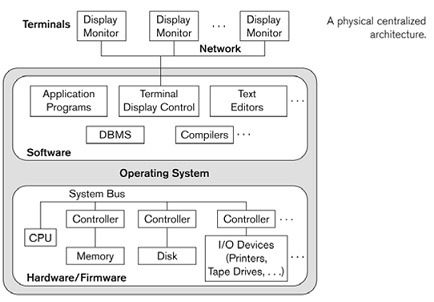 Terminals
Display
Monitor
Display
Monitor
. . .
Display
Monitor
Network
A physical centralized
architecture.
Application
Programs
Terminal
Display Control
Text
Editors
. . .
DBMS
Compilers
. . .
Software
Operating System
System Bus
Controller
Controller
Controller
. . .
CPU
Memory
Disk
I/O Devices
(Printers,
Tape Drives, . . .)
. . .
Hardware/Firmware